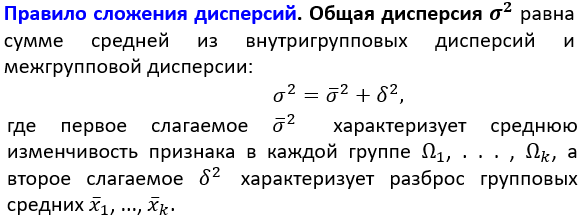 Правило сложения дисперсий. Общая дисперсия σ² равна
сумме средней из внутригрупповых дисперсий и
межгрупповой дисперсии:
σ² = σ̄² + δ²,
где первое слагаемое σ̄² характеризует среднюю
изменчивость признака в каждой группе Ω₁, . . . , Ωₖ, а
второе слагаемое δ² характеризует разброс групповых
средних x̄₁, ..., x̄ₖ.